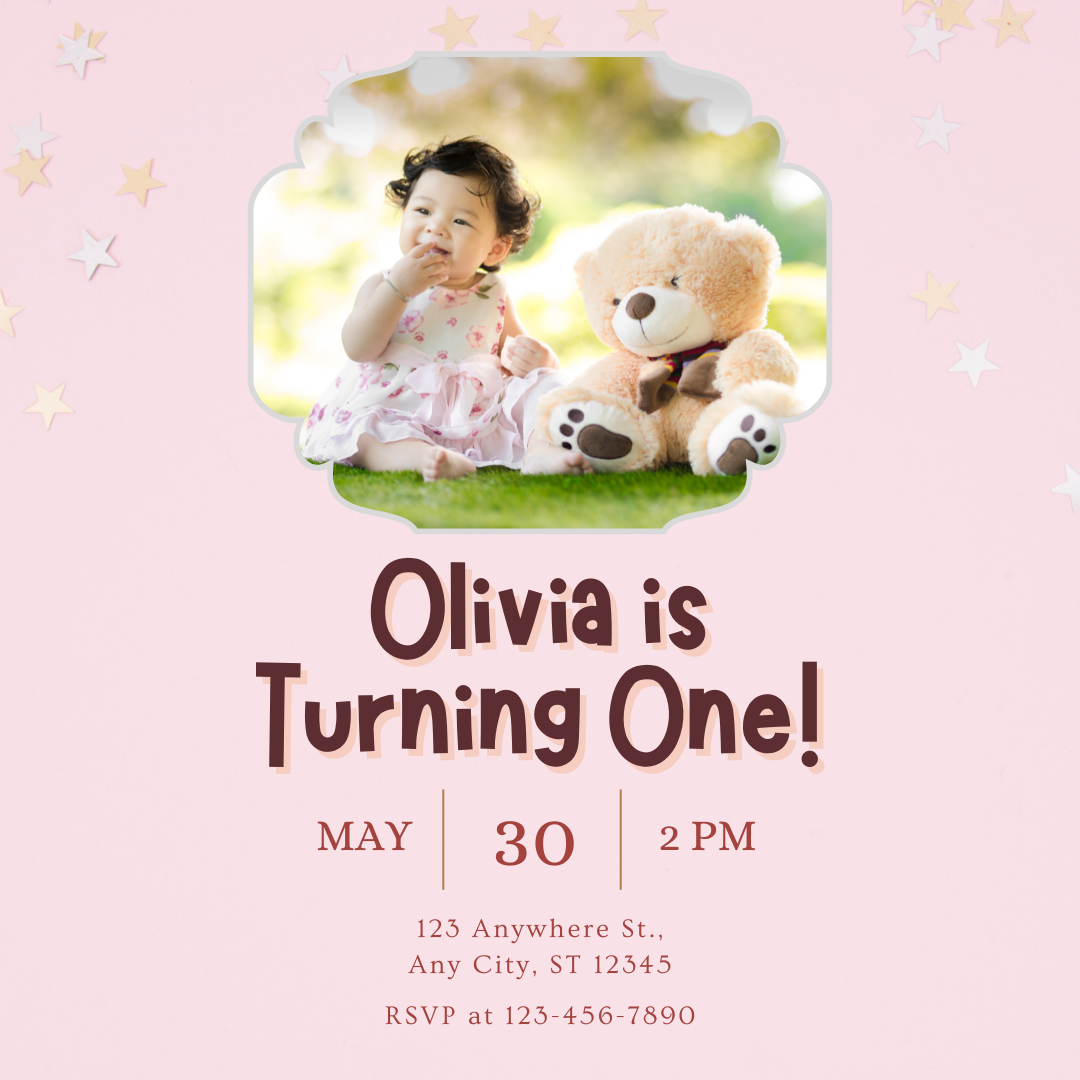 Olivia is
Turning One!
MAY 30 2 PM
123 Anywhere St.,
Any City, ST 12345
RSVP at 123-456-7890